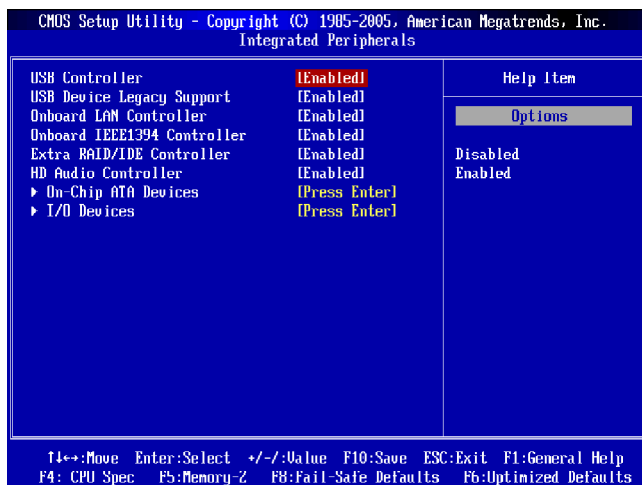 CMOS Setup Utility - Copyright (C) 1985-2005, American Megatrends, Inc.
Integrated Peripherals
USB Controller [Enabled]
USB Device Legacy Support [Enabled]
Onboard LAN Controller [Enabled]
Onboard IEEE1394 Controller [Enabled]
Extra RAID/IDE Controller [Enabled]
HD Audio Controller [Enabled]
▶ On-Chip ATA Devices [Press Enter]
▶ I/O Devices [Press Enter]
Help Item
Options
Disabled
Enabled
↑↓←→:Move Enter:Select +/-/:Value F10:Save ESC:Exit F1:General Help
F4: CPU Spec F5:Memory-Z F8:Fail-Safe Defaults F6:Optimized Defaults